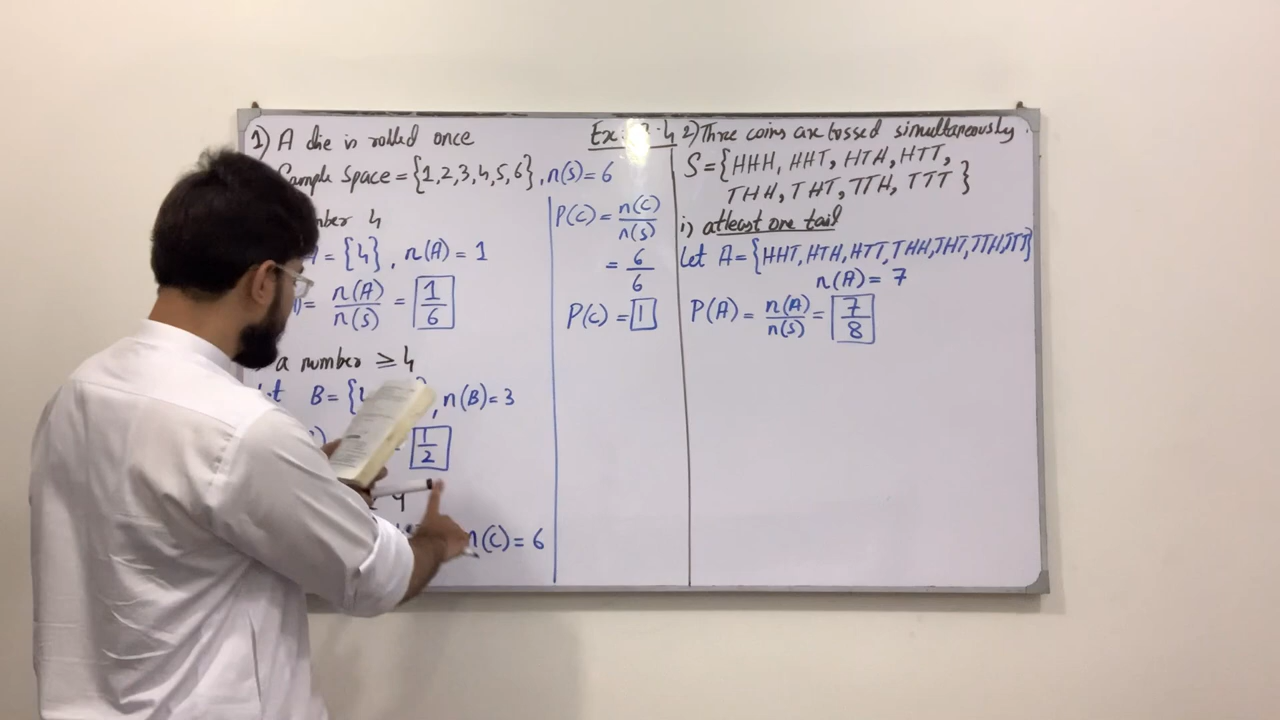 1) A die is rolled once
Sample Space = {1,2,3,4,5,6}, n(S) = 6
4
= {4}, n(A) = 1
= n(A)/n(S) = 1/6
a number ≥ 4
B = {, n(B) = 3
1/2
n(C) = 6
P(C) = n(C)/n(S)
= 6/6
P(C) = 1
Ex:
2) Three coins are tossed simultaneously.
S = {HHH, HHT, HTH, HTT,
THH, THT, TTH, TTT}
i) atleast one tail
Let A = {HHT, HTH, HTT, THH, THT, TTH, TTT}
n(A) = 7
P(A) = n(A)/n(S) = 7/8